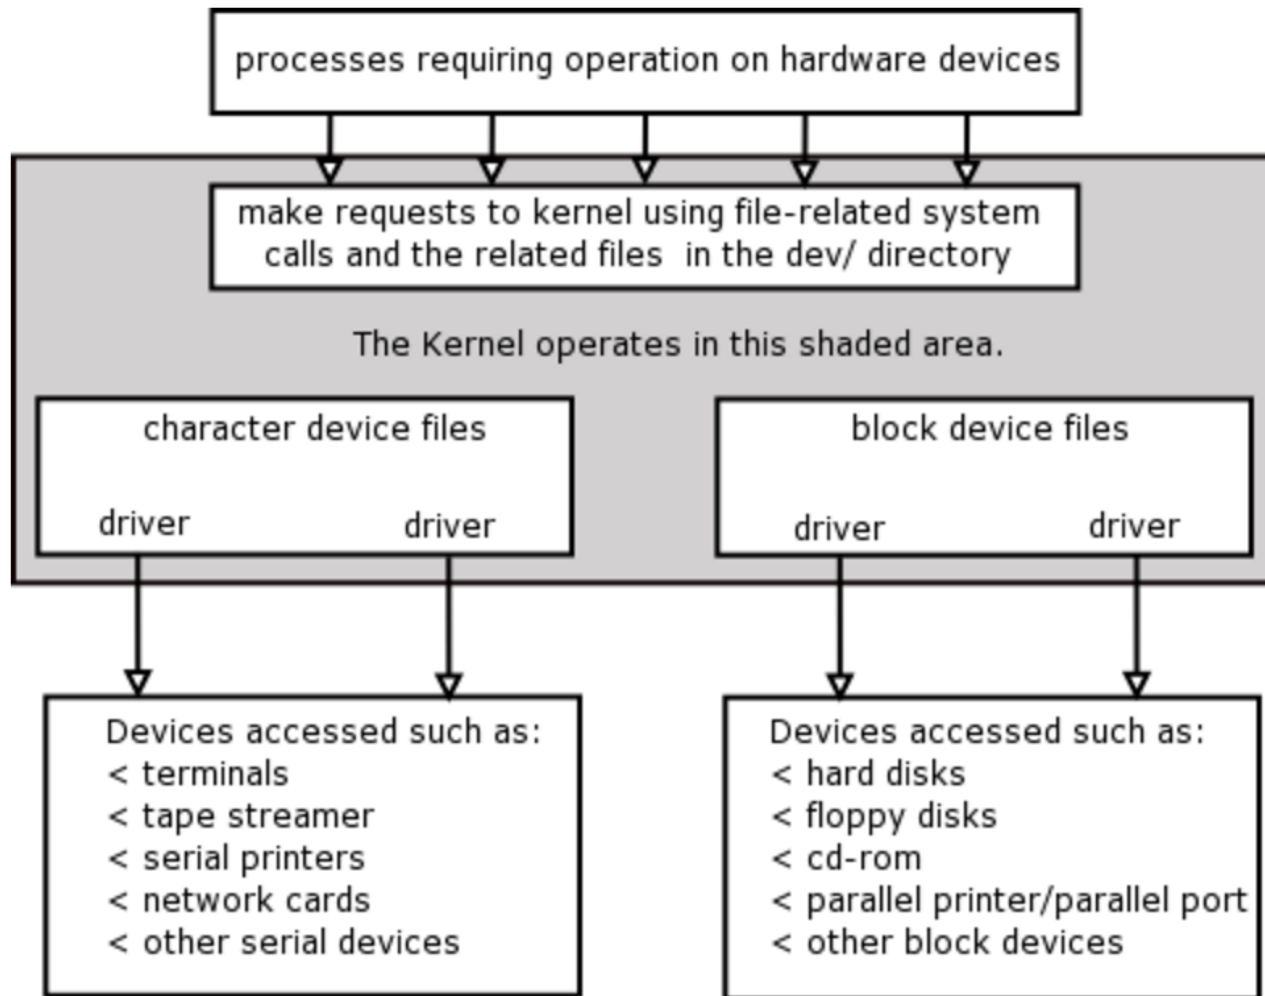 processes requiring operation on hardware devices
make requests to kernel using file-related system
calls and the related files in the dev/ directory
The Kernel operates in this shaded area.
character device files
driver driver
block device files
driver driver
Devices accessed such as:
< terminals
< tape streamer
< serial printers
< network cards
< other serial devices
Devices accessed such as:
< hard disks
< floppy disks
< cd-rom
< parallel printer/parallel port
< other block devices